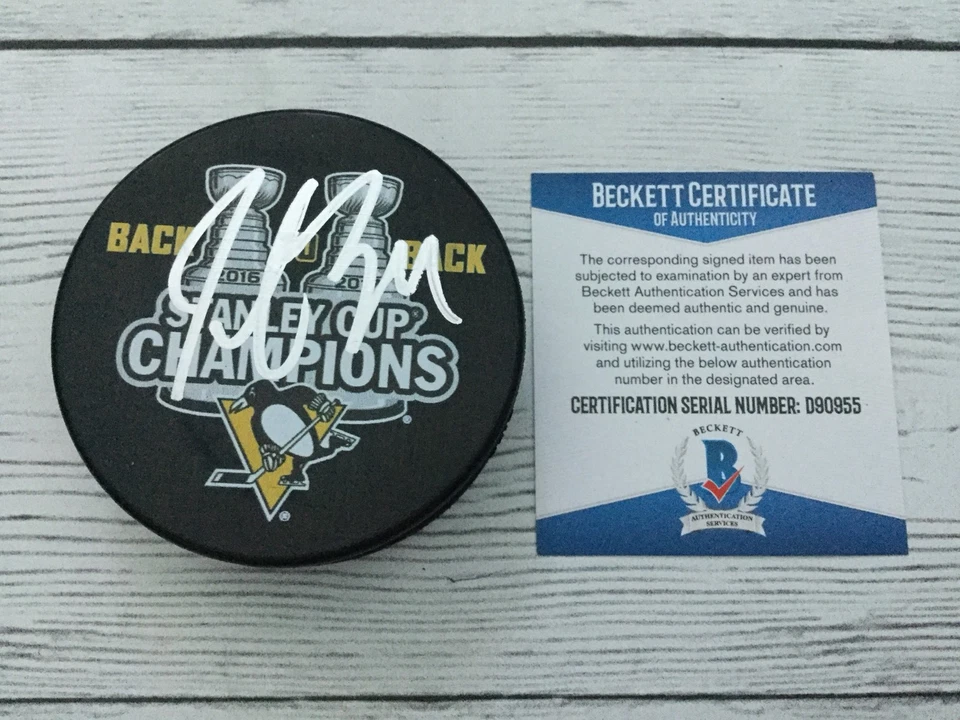 BACK BACK
2016
STANLEY CUP
CHAMPIONS
®
®
BECKETT CERTIFICATE
OF AUTHENTICITY
The corresponding signed item has been
subjected to examination by an expert from
Beckett Authentication Services and has
been deemed authentic and genuine.
This authentication can be verified by
visiting www.beckett-authentication.com
and utilizing the below authentication
number in the designated area.
CERTIFICATION SERIAL NUMBER: D90955
BECKETT
B
AUTHENTICATION
SERVICES